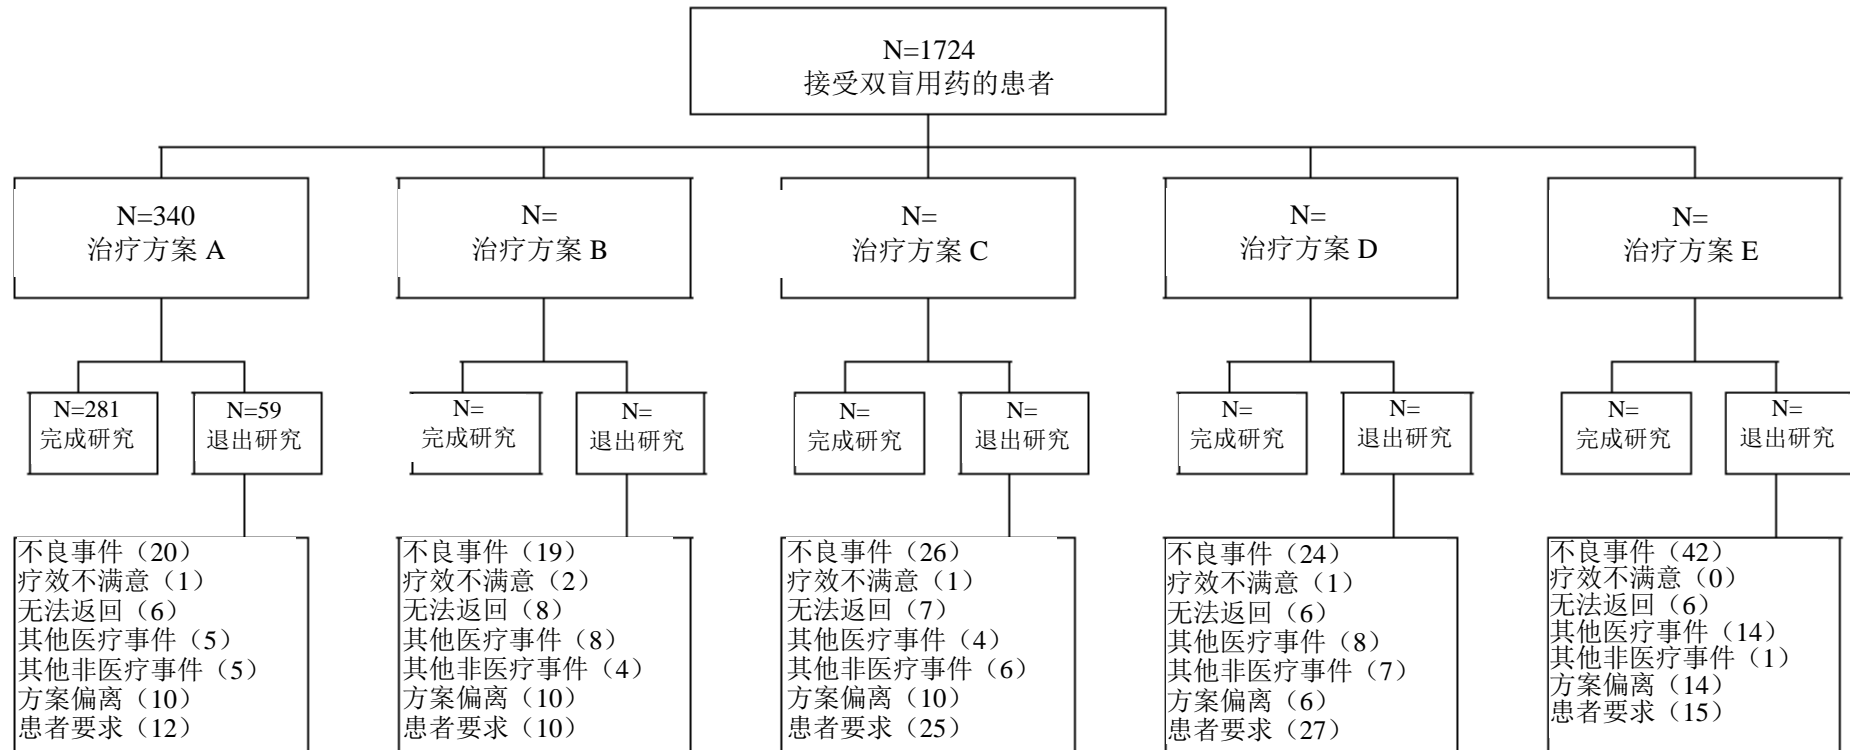 N=1724
接受双盲用药的患者
N=340
治疗方案 A
N=
治疗方案 B
N=
治疗方案 C
N=
治疗方案 D
N=
治疗方案 E
N=281
完成研究
N=59
退出研究
N=
完成研究
N=
退出研究
N=
完成研究
N=
退出研究
N=
完成研究
N=
退出研究
N=
完成研究
N=
退出研究
不良事件（20）
疗效不满意（1）
无法返回（6）
其他医疗事件（5）
其他非医疗事件（5）
方案偏离（10）
患者要求（12）
不良事件（19）
疗效不满意（2）
无法返回（8）
其他医疗事件（8）
其他非医疗事件（4）
方案偏离（10）
患者要求（10）
不良事件（26）
疗效不满意（1）
无法返回（7）
其他医疗事件（4）
其他非医疗事件（6）
方案偏离（10）
患者要求（25）
不良事件（24）
疗效不满意（1）
无法返回（6）
其他医疗事件（8）
其他非医疗事件（7）
方案偏离（6）
患者要求（27）
不良事件（42）
疗效不满意（0）
无法返回（6）
其他医疗事件（14）
其他非医疗事件（1）
方案偏离（14）
患者要求（15）